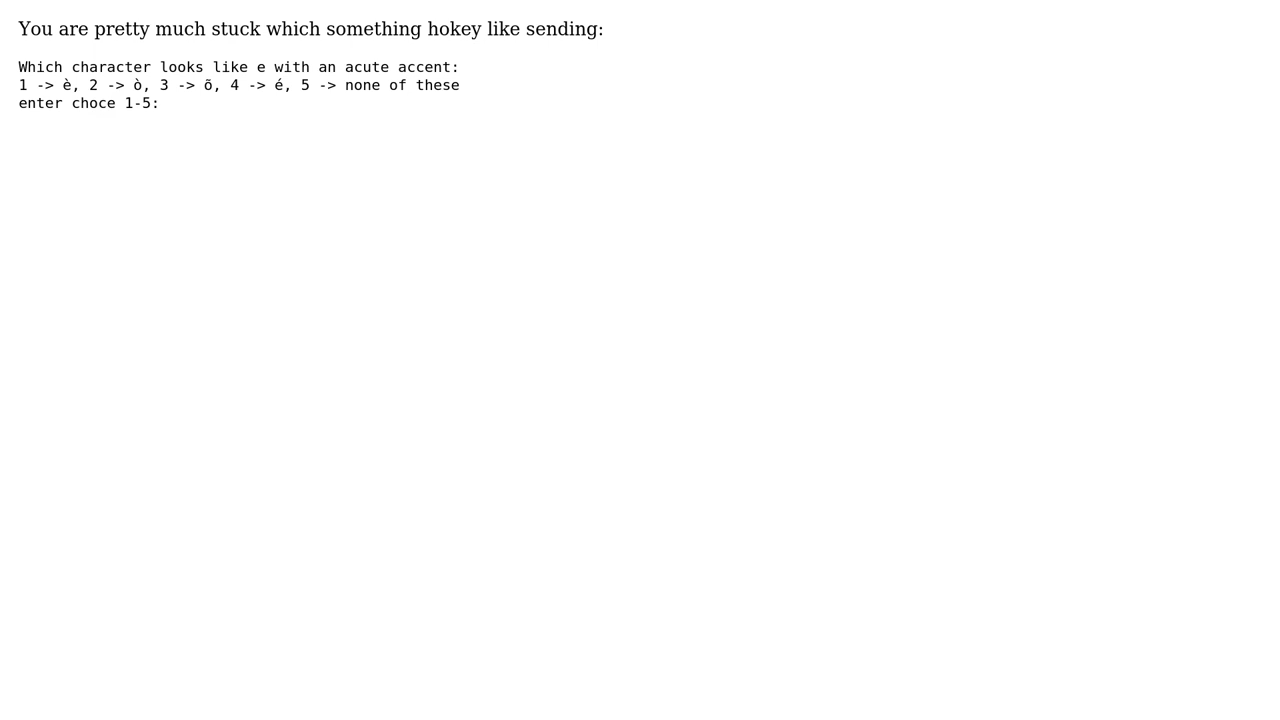 You are pretty much stuck which something hokey like sending:
Which character looks like e with an acute accent:
1 -> è, 2 -> ò, 3 -> õ, 4 -> é, 5 -> none of these
enter choce 1-5: